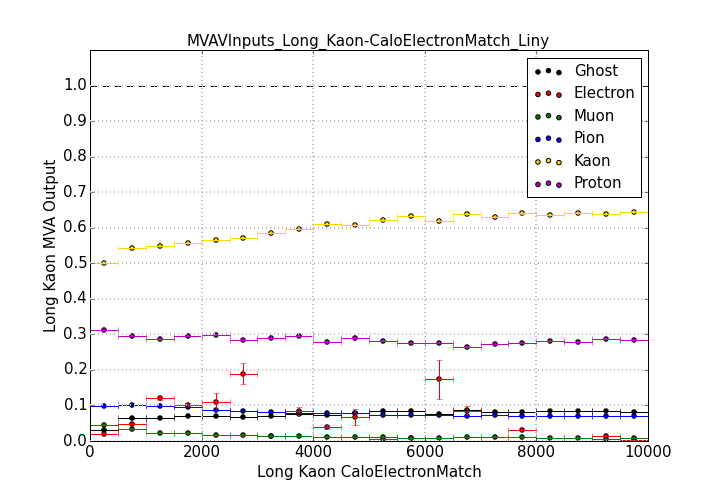 MVAVInputs_Long_Kaon-CaloElectronMatch_Liny
Ghost
Electron
Muon
Pion
Kaon
Proton
Long Kaon MVA Output
1.0
0.9
0.8
0.7
0.6
0.5
0.4
0.3
0.2
0.1
0.0
0 2000 4000 6000 8000 10000
Long Kaon CaloElectronMatch